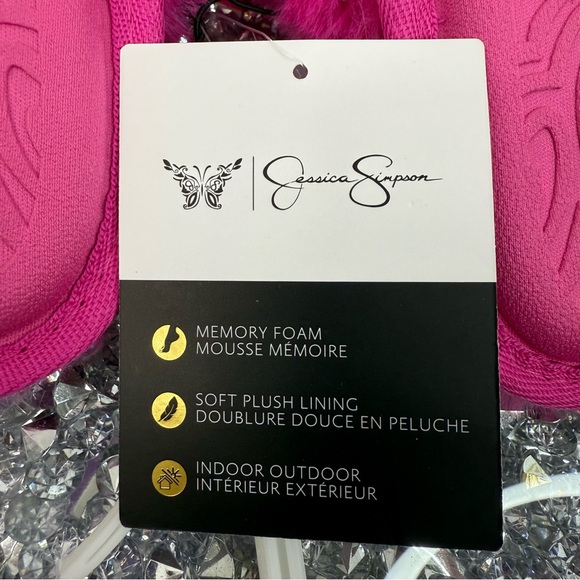 Jessica Simpson
MEMORY FOAM
MOUSSE MÉMOIRE
SOFT PLUSH LINING
DOUBLURE DOUCE EN PELUCHE
INDOOR OUTDOOR
INTÉRIEUR EXTÉRIEUR